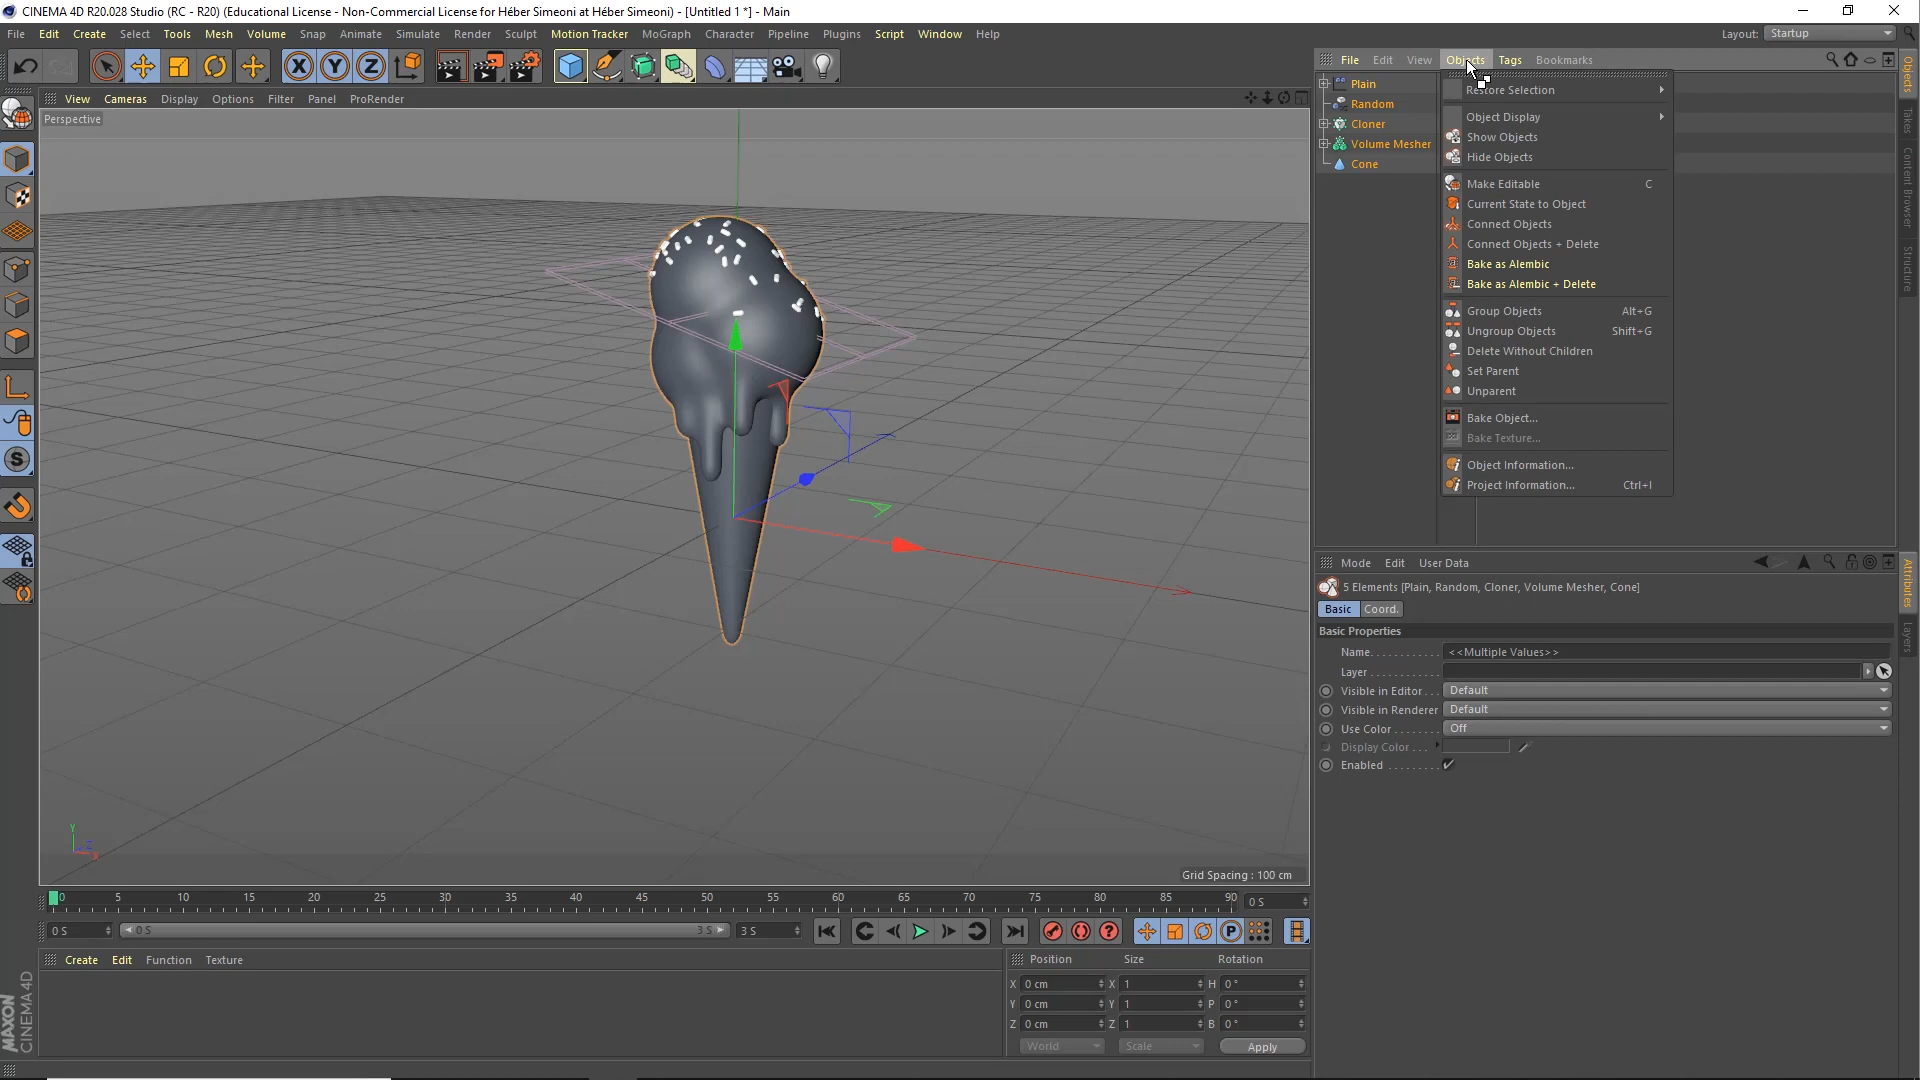 CINEMA 4D R20.028 Studio (RC - R20) (Educational License - Non-Commercial License for Héber Simeoni at Héber Simeoni) - [Untitled 1 *] - Main
File Edit Create Select Tools Mesh Volume Snap Animate Simulate Render Sculpt Motion Tracker MoGraph Character Pipeline Plugins Script Window Help
Layout: Startup
View Cameras Display Options Filter Panel ProRender
Perspective
File Edit View Objects Tags Bookmarks
Plain
Random
Cloner
Volume Mesher
Cone
Restore Selection
Object Display
Show Objects
Hide Objects
Make Editable C
Current State to Object
Connect Objects
Connect Objects + Delete
Bake as Alembic
Bake as Alembic + Delete
Group Objects Alt+G
Ungroup Objects Shift+G
Delete Without Children
Set Parent
Unparent
Bake Object...
Bake Texture...
Object Information...
Project Information... Ctrl+I
Objects
Takes
Content Browser
Structure
Mode Edit User Data
5 Elements [Plain, Random, Cloner, Volume Mesher, Cone]
Basic Coord.
Basic Properties
Name <<Multiple Values>>
Layer
Visible in Editor Default
Visible in Renderer Default
Use Color Off
Display Color
Enabled
Attributes
Layers
X Y Z
S
Y
Z
X
Grid Spacing : 100 cm
0 5 10 15 20 25 30 35 40 45 50 55 60 65 70 75 80 85 90 0 S
0 S 0 S 3 S 3 S
P
Create Edit Function Texture
Position Size Rotation
X 0 cm X 1 H 0 °
Y 0 cm Y 1 P 0 °
Z 0 cm Z 1 B 0 °
World Scale Apply
MAXON
CINEMA 4D